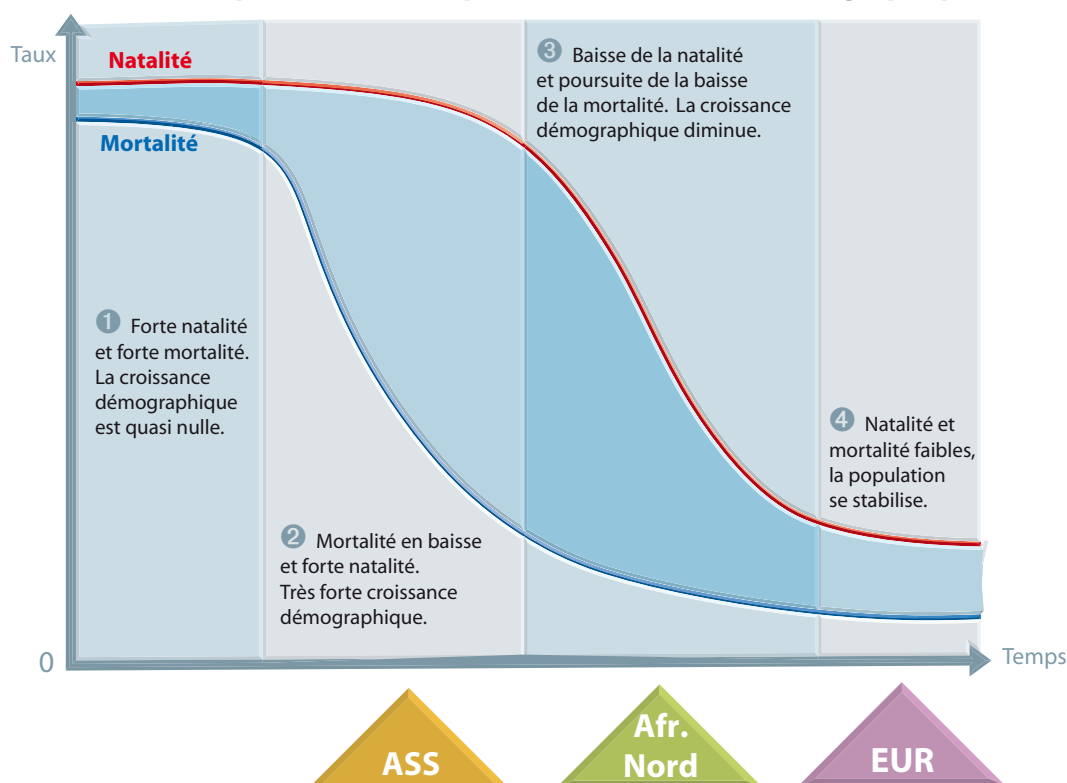 Taux
Natalité
Mortalité
❶ Forte natalité
et forte mortalité.
La croissance
démographique
est quasi nulle.
❷ Mortalité en baisse
et forte natalité.
Très forte croissance
démographique.
❸ Baisse de la natalité
et poursuite de la baisse
de la mortalité. La croissance
démographique diminue.
❹ Natalité et
mortalité faibles,
la population
se stabilise.
0
Temps
ASS
Afr.
Nord
EUR